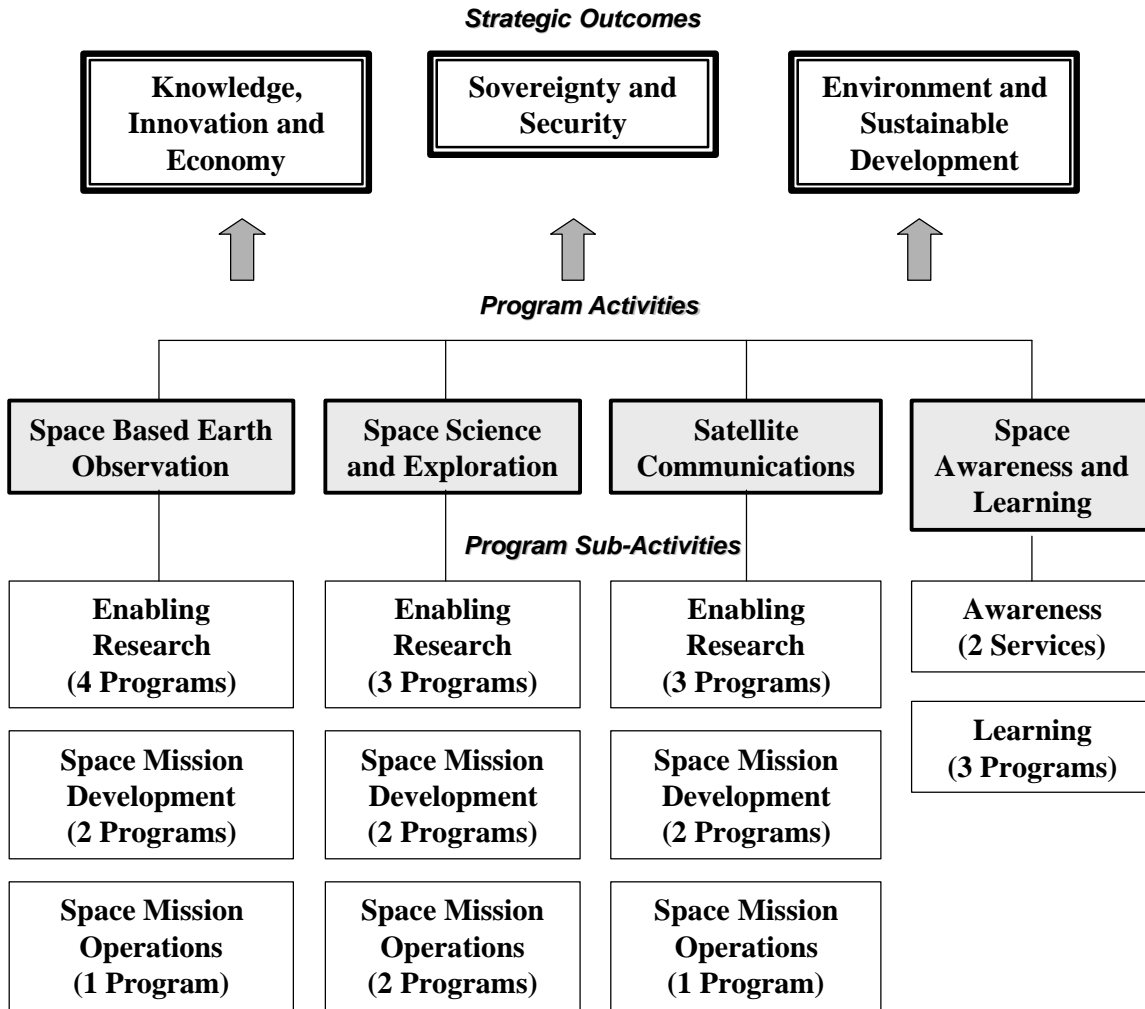 Strategic Outcomes
Knowledge,
Innovation and
Economy
Sovereignty and
Security
Environment and
Sustainable
Development
Program Activities
Space Based Earth
Observation
Space Science
and Exploration
Satellite
Communications
Space
Awareness and
Learning
Program Sub-Activities
Enabling
Research
(4 Programs)
Enabling
Research
(3 Programs)
Enabling
Research
(3 Programs)
Awareness
(2 Services)
Learning
(3 Programs)
Space Mission
Development
(2 Programs)
Space Mission
Development
(2 Programs)
Space Mission
Development
(2 Programs)
Space Mission
Operations
(1 Program)
Space Mission
Operations
(2 Programs)
Space Mission
Operations
(1 Program)